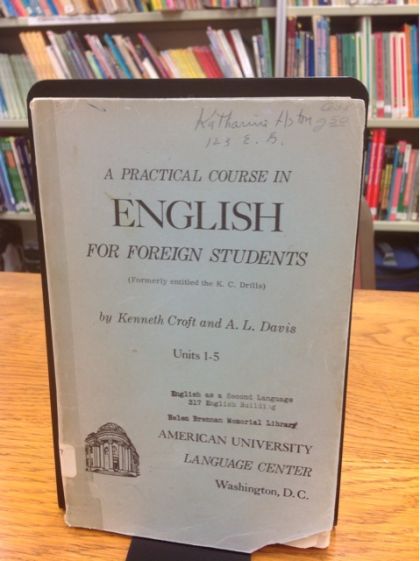 Katharine Aston
123 E. B.
A PRACTICAL COURSE IN
ENGLISH
FOR FOREIGN STUDENTS
(Formerly entitled the K. C. Drills)
by Kenneth Croft and A. L. Davis
Units 1-5
English as a Second Language
317 English Building
Helen Brennan Memorial Library
AMERICAN UNIVERSITY
LANGUAGE CENTER
Washington, D.C.